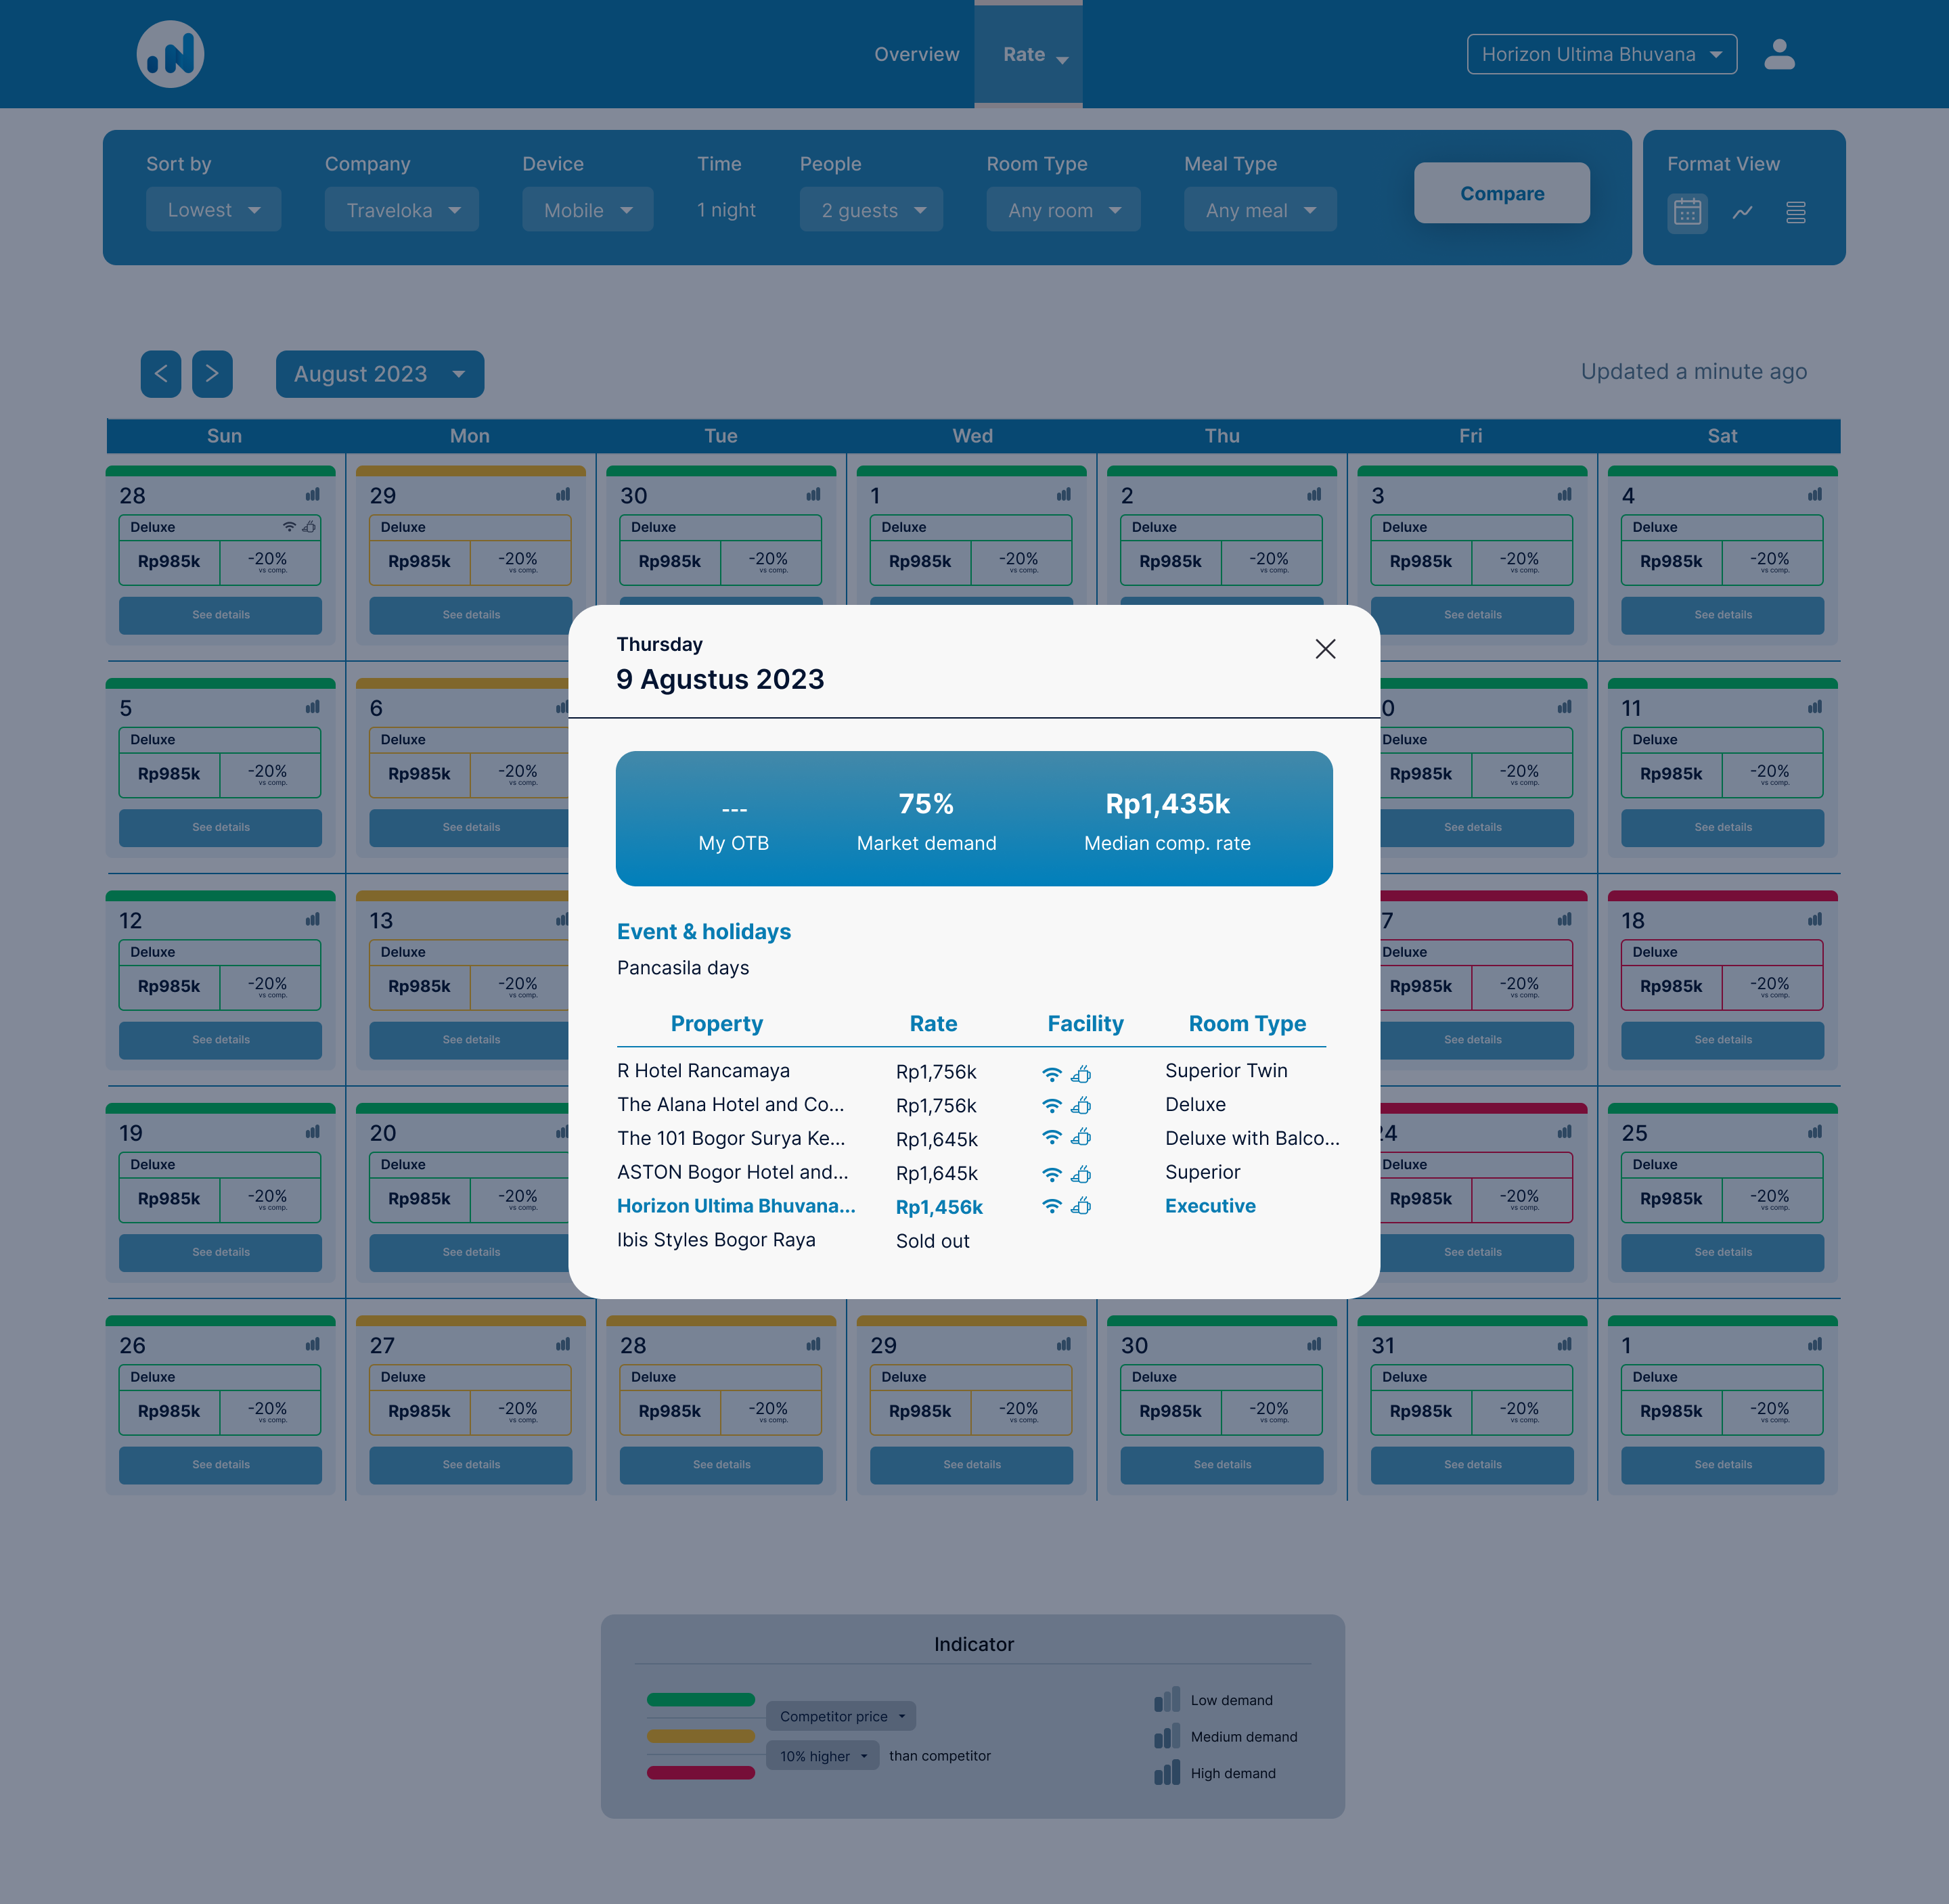 Overview Rate Horizon Ultima Bhuvana
Sort by Company Device Time People Room Type Meal Type Format View
Lowest Traveloka Mobile 1 night 2 guests Any room Any meal Compare
August 2023 Updated a minute ago
Sun Mon Tue Wed Thu Fri Sat
28 29 30 1 2 3 4
Deluxe Deluxe Deluxe Deluxe Deluxe Deluxe Deluxe
Rp985k -20% Rp985k -20% Rp985k -20% Rp985k -20% Rp985k -20% Rp985k -20% Rp985k -20%
vs comp. vs comp. vs comp. vs comp. vs comp. vs comp. vs comp.
See details See details See details See details
Thursday
9 Agustus 2023
--- 75% Rp1,435k
My OTB Market demand Median comp. rate
Event & holidays
Pancasila days
Property Rate Facility Room Type
R Hotel Rancamaya Rp1,756k Superior Twin
The Alana Hotel and Co... Rp1,756k Deluxe
The 101 Bogor Surya Ke... Rp1,645k Deluxe with Balco...
ASTON Bogor Hotel and... Rp1,645k Superior
Horizon Ultima Bhuvana... Rp1,456k Executive
Ibis Styles Bogor Raya Sold out
5 6 0 11
Deluxe Deluxe Deluxe Deluxe
Rp985k -20% Rp985k -20% Rp985k -20% Rp985k -20%
vs comp. vs comp. vs comp. vs comp.
See details See details See details See details
12 13 7 18
Deluxe Deluxe Deluxe Deluxe
Rp985k -20% Rp985k -20% Rp985k -20% Rp985k -20%
vs comp. vs comp. vs comp. vs comp.
See details See details See details See details
19 20 24 25
Deluxe Deluxe Deluxe Deluxe
Rp985k -20% Rp985k -20% Rp985k -20% Rp985k -20%
vs comp. vs comp. vs comp. vs comp.
See details See details See details See details
26 27 28 29 30 31 1
Deluxe Deluxe Deluxe Deluxe Deluxe Deluxe Deluxe
Rp985k -20% Rp985k -20% Rp985k -20% Rp985k -20% Rp985k -20% Rp985k -20% Rp985k -20%
vs comp. vs comp. vs comp. vs comp. vs comp. vs comp. vs comp.
See details See details See details See details See details See details See details
Indicator
Competitor price
10% higher than competitor
Low demand
Medium demand
High demand